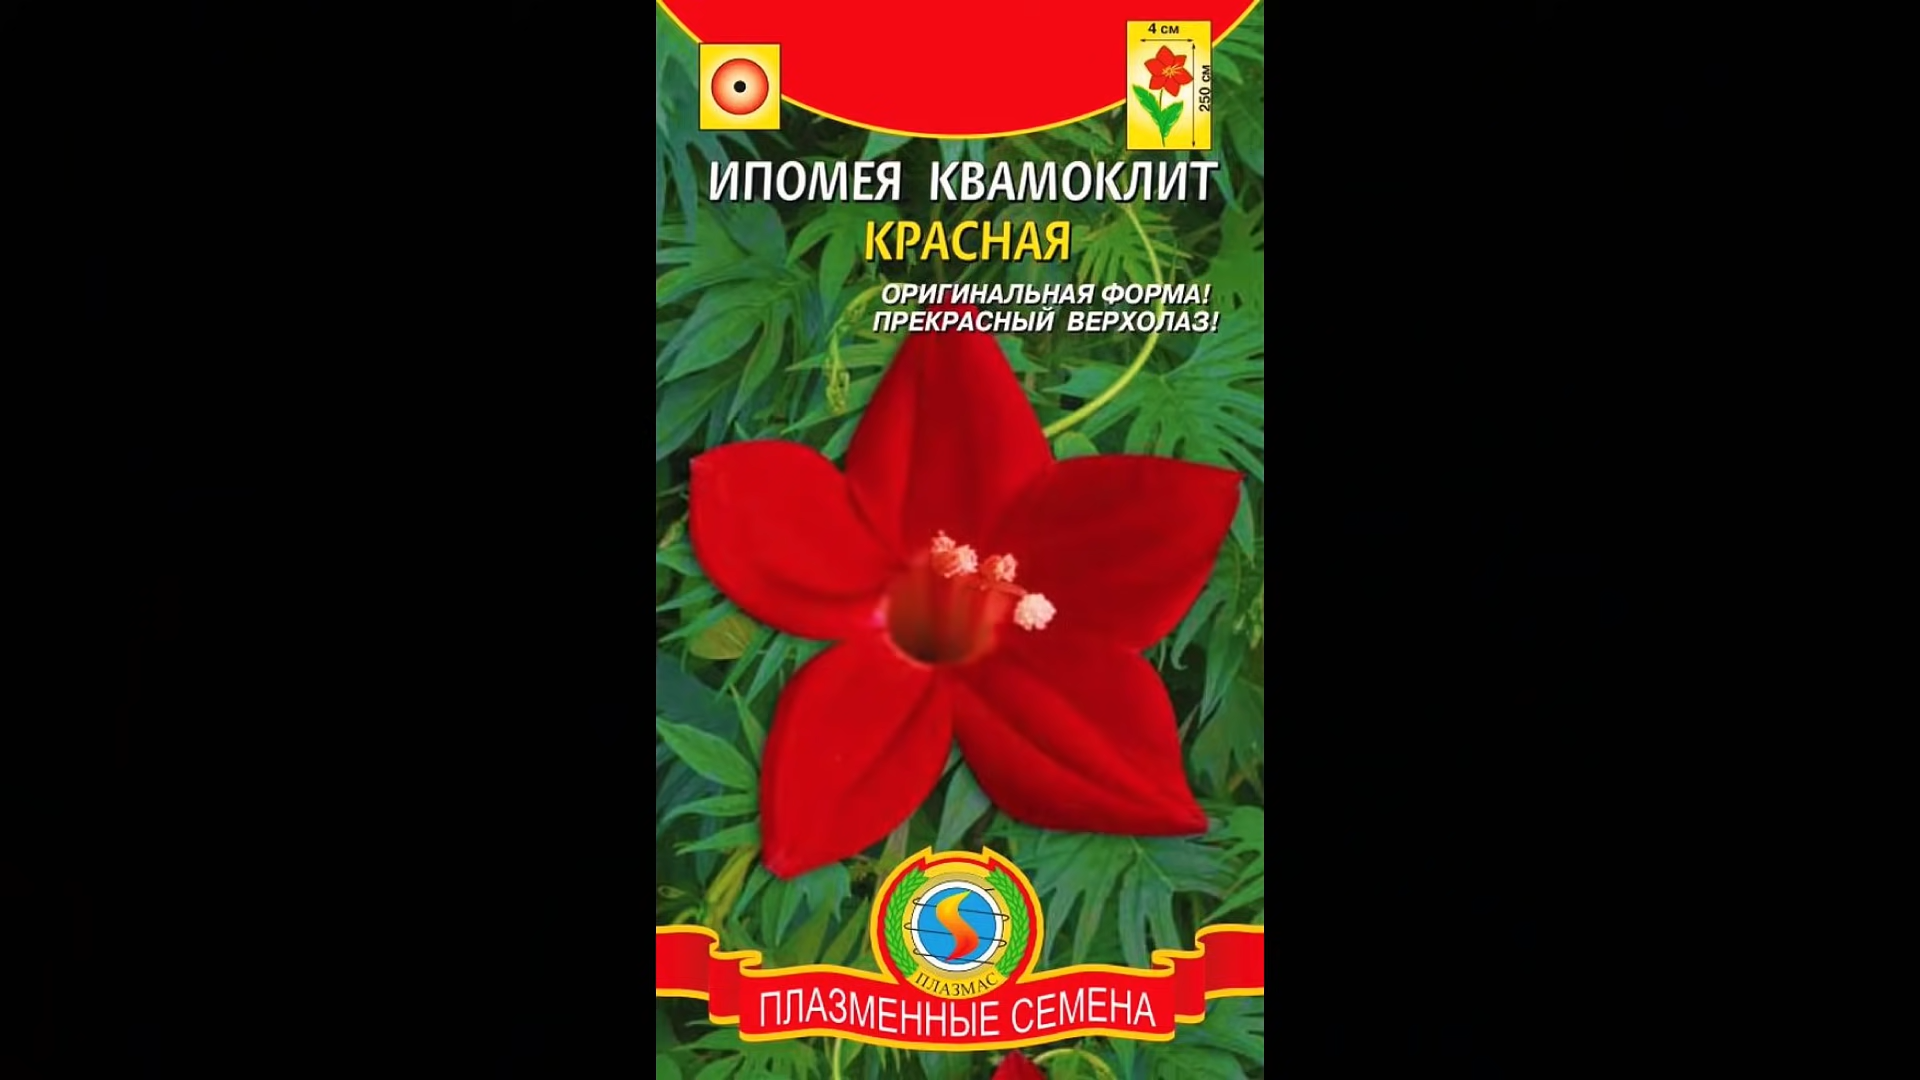 4 см
250 см
ИПОМЕЯ КВАМОКЛИТ
КРАСНАЯ
ОРИГИНАЛЬНАЯ ФОРМА!
ПРЕКРАСНЫЙ ВЕРХОЛАЗ!
ПЛАЗМАС
ПЛАЗМЕННЫЕ СЕМЕНА